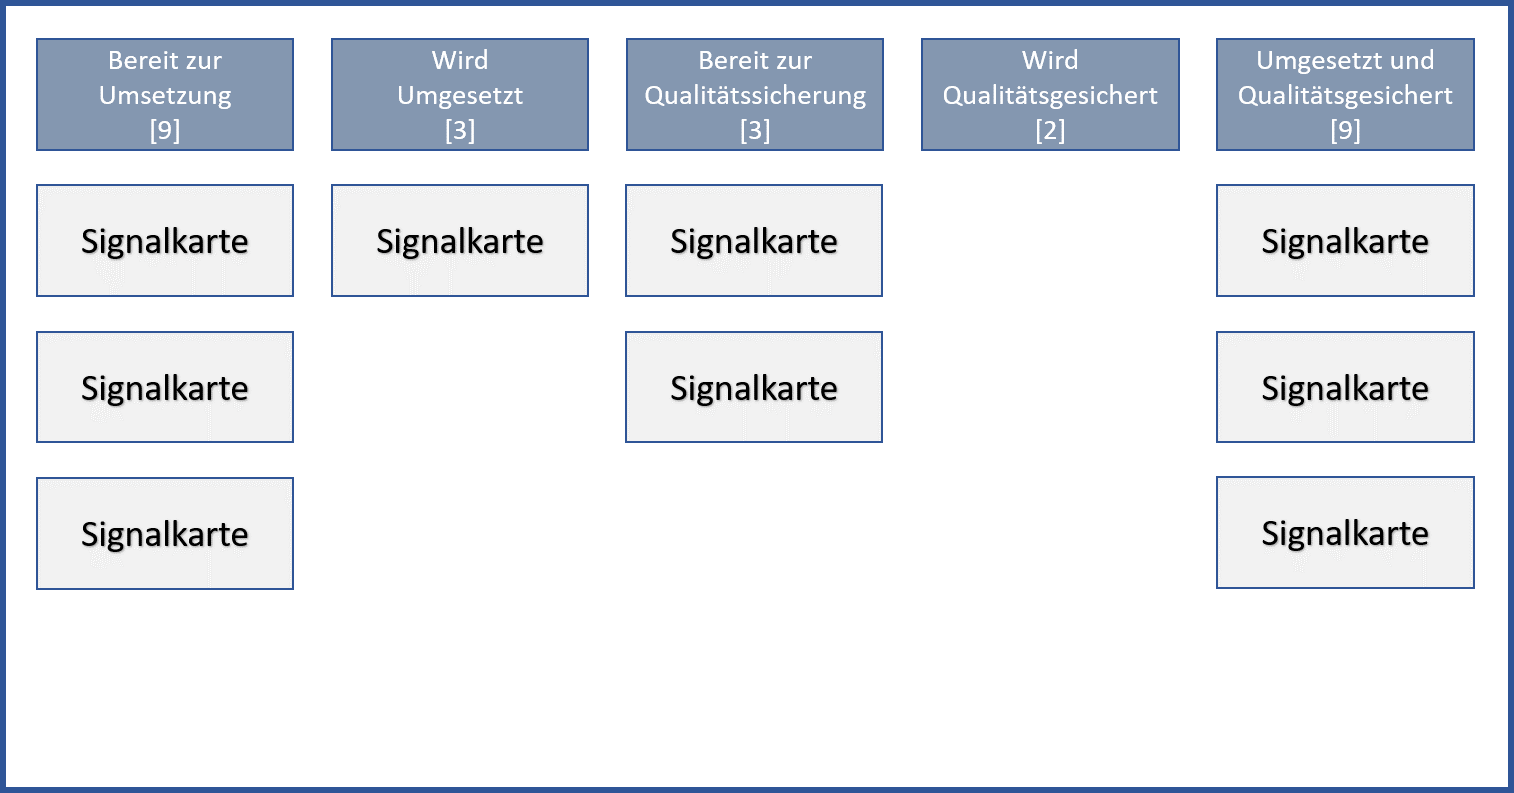 Bereit zur
Umsetzung
[9]
Wird
Umgesetzt
[3]
Bereit zur
Qualitätssicherung
[3]
Wird
Qualitätsgesichert
[2]
Umgesetzt und
Qualitätsgesichert
[9]
Signalkarte
Signalkarte
Signalkarte
Signalkarte
Signalkarte
Signalkarte
Signalkarte
Signalkarte
Signalkarte